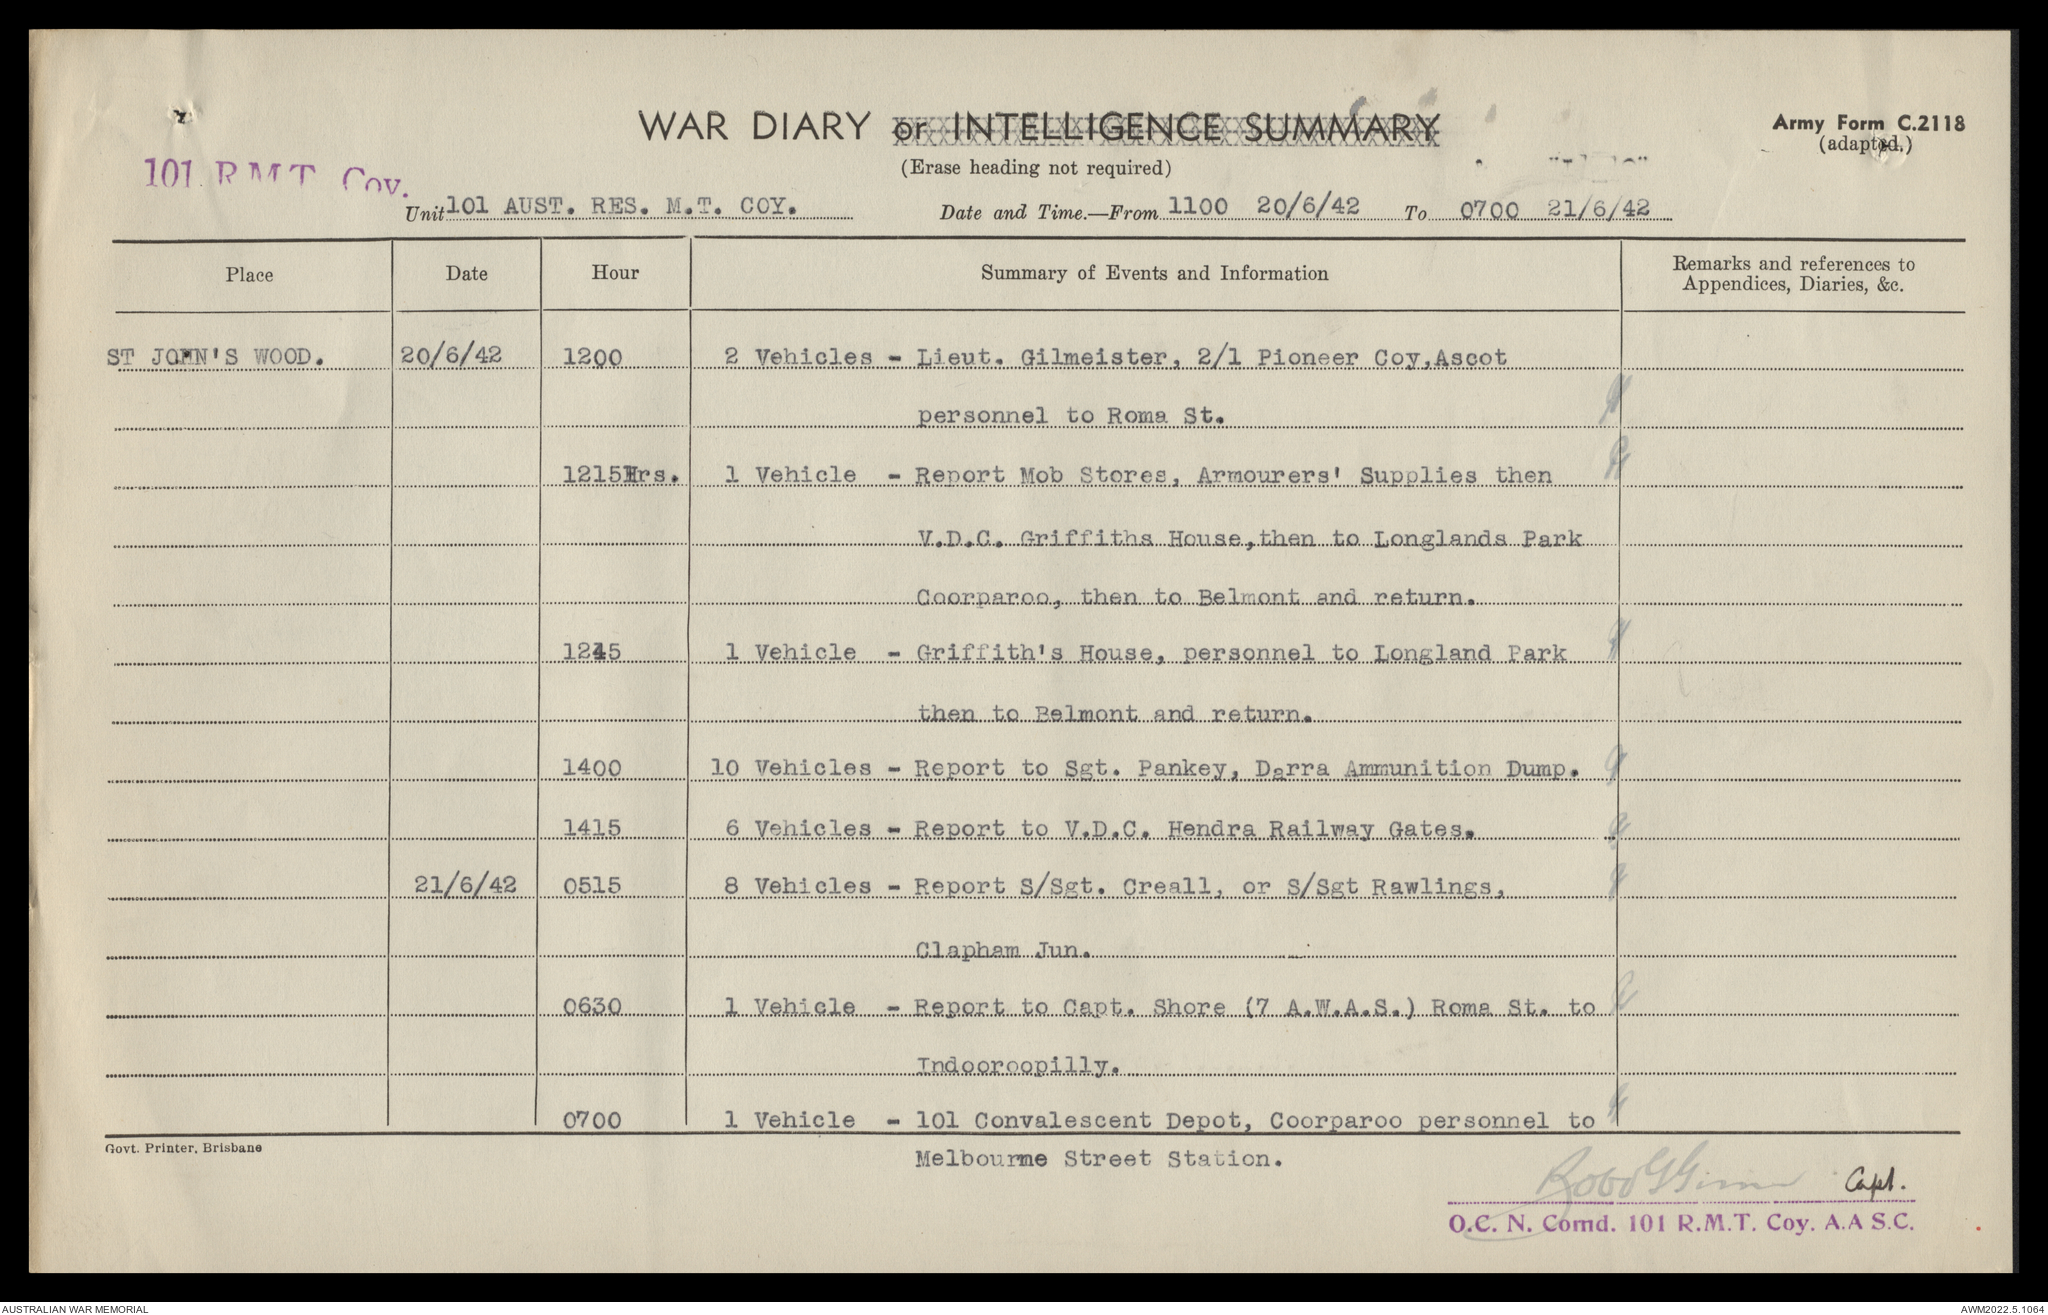 WAR DIARY or INTELLIGENCE SUMMARY
Army Form C.2118
(adapted.)
(Erase heading not required)
101 R.M.T. Coy.
Unit 101 AUST. RES. M.T. COY. Date and Time.—From 1100 20/6/42 To 0700 21/6/42
Place Date Hour Summary of Events and Information Remarks and references to
Appendices, Diaries, &c.
ST JOHN'S WOOD. 20/6/42 1200 2 Vehicles - Lieut. Gilmeister, 2/1 Pioneer Coy,Ascot
personnel to Roma St.
1215Hrs. 1 Vehicle - Report Mob Stores, Armourers' Supplies then
V.D.C. Griffiths House,then to Longlands Park
Coorparoo, then to Belmont and return.
1245 1 Vehicle - Griffith's House, personnel to Longland Park
then to Belmont and return.
1400 10 Vehicles - Report to Sgt. Pankey, Darra Ammunition Dump.
1415 6 Vehicles - Report to V.D.C. Hendra Railway Gates.
21/6/42 0515 8 Vehicles - Report S/Sgt. Creall, or S/Sgt Rawlings,
Clapham Jun.
0630 1 Vehicle - Report to Capt. Shore (7 A.W.A.S.) Roma St. to
Indooroopilly.
0700 1 Vehicle - 101 Convalescent Depot, Coorparoo personnel to
Melbourne Street Station.
Govt. Printer, Brisbane
Capt.
O.C. N. Comd. 101 R.M.T. Coy. A.A S.C.
AUSTRALIAN WAR MEMORIAL
AWM2022.5.1064